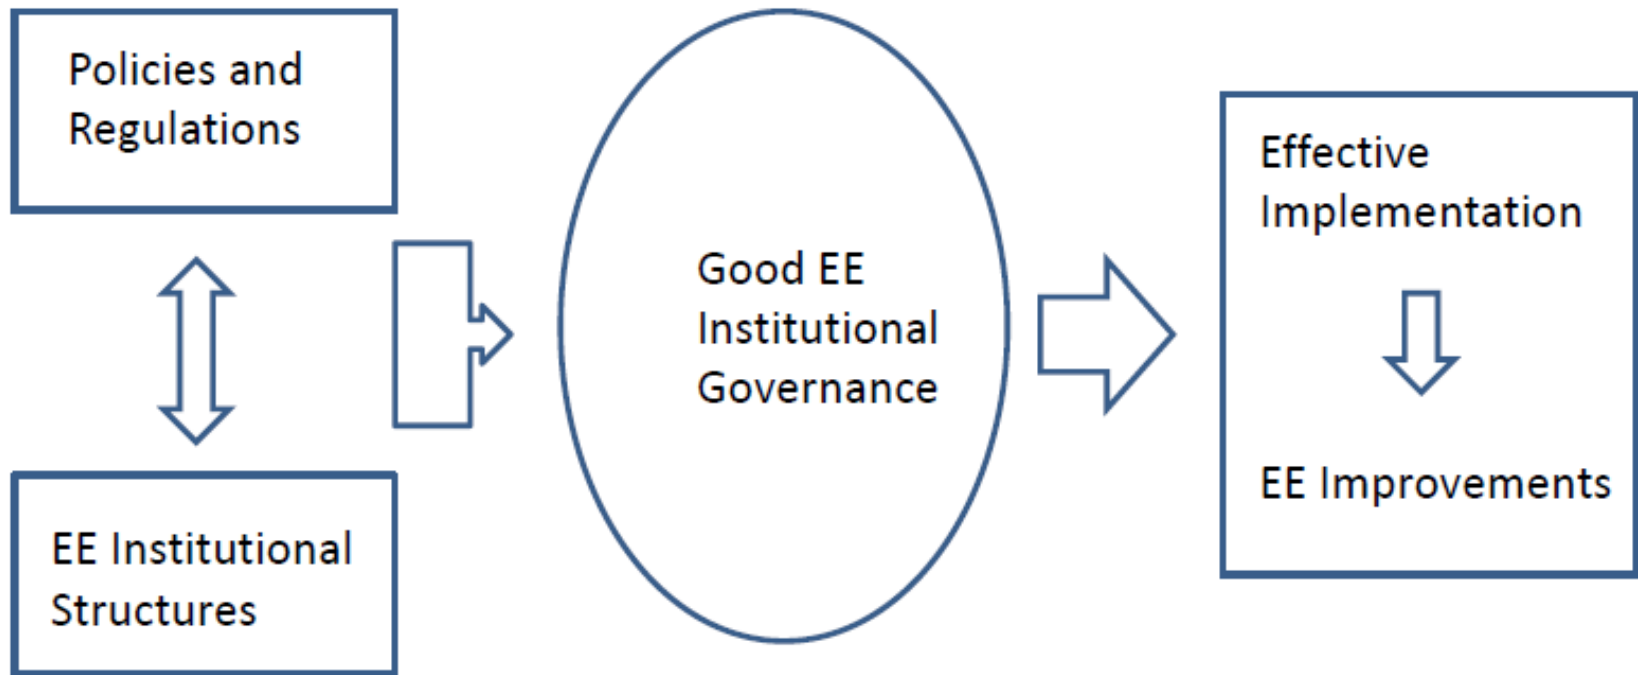 Policies and
Regulations
EE Institutional
Structures
Good EE
Institutional
Governance
Effective
Implementation
EE Improvements